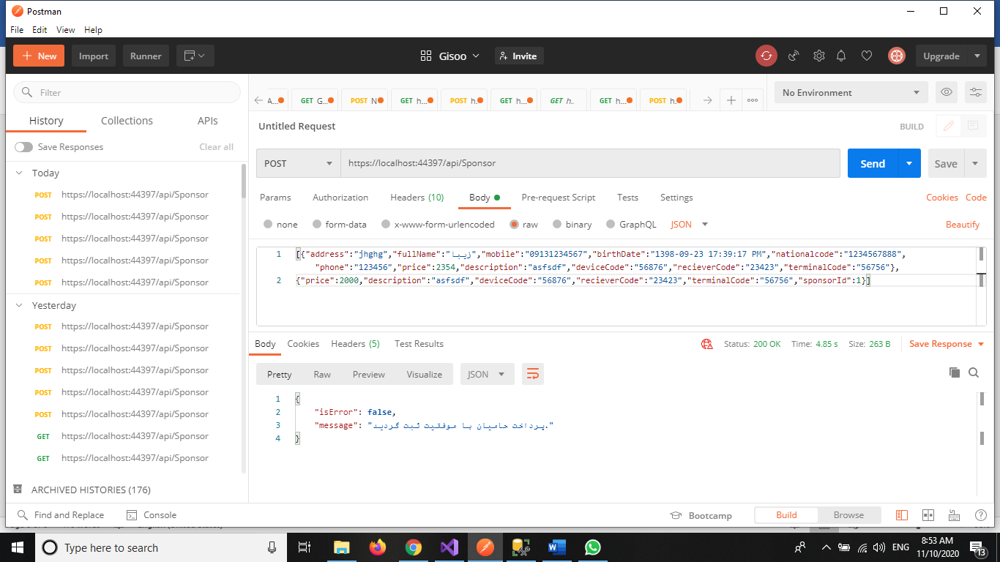 Postman
File Edit View Help
New Import Runner Gisoo Invite Upgrade
Filter
A... GET G... POST N GET h... POST h. GET h... GET h.. GET h... POST h. No Environment
History Collections APIs
Untitled Request BUILD
Save Responses Clear all
POST https://localhost:44397/api/Sponsor Send Save
Today
POST https://localhost:44397/api/Sponsor
POST https://localhost:44397/api/Sponsor
POST https://localhost:44397/api/Sponsor
POST https://localhost:44397/api/Sponsor
POST https://localhost:44397/api/Sponsor
Yesterday
POST https://localhost:44397/api/Sponsor
POST https://localhost:44397/api/Sponsor
POST https://localhost:44397/api/Sponsor
POST https://localhost:44397/api/Sponsor
POST https://localhost:44397/api/Sponsor
GET https://localhost:44397/api/Sponsor
GET https://localhost:44397/api/Sponsor
ARCHIVED HISTORIES (176)
Params Authorization Headers (10) Body Pre-request Script Tests Settings Cookies Code
none form-data x-www-form-urlencoded raw binary GraphQL JSON Beautify
1 [{"address":"jhghg","fullName":"زیبا","mobile":"09131234567","birthDate":"1398-09-23 17:39:17 PM","nationalcode":"1234567888",
"phone":"123456","price":2354,"description":"asfsdf","deviceCode":"56876","recieverCode":"23423","terminalCode":"56756"},
2 {"price":2000,"description":"asfsdf","deviceCode":"56876","recieverCode":"23423","terminalCode":"56756","sponsorId":1}]
Body Cookies Headers (5) Test Results Status: 200 OK Time: 4.85 s Size: 263 B Save Response
Pretty Raw Preview Visualize JSON
1 {
2 "isError": false,
3 "message": "پرداخت حامیان با موفقیت ثبت گردید."
4 }
Find and Replace Console Bootcamp Build Browse
Type here to search ENG 8:53 AM
11/10/2020 13